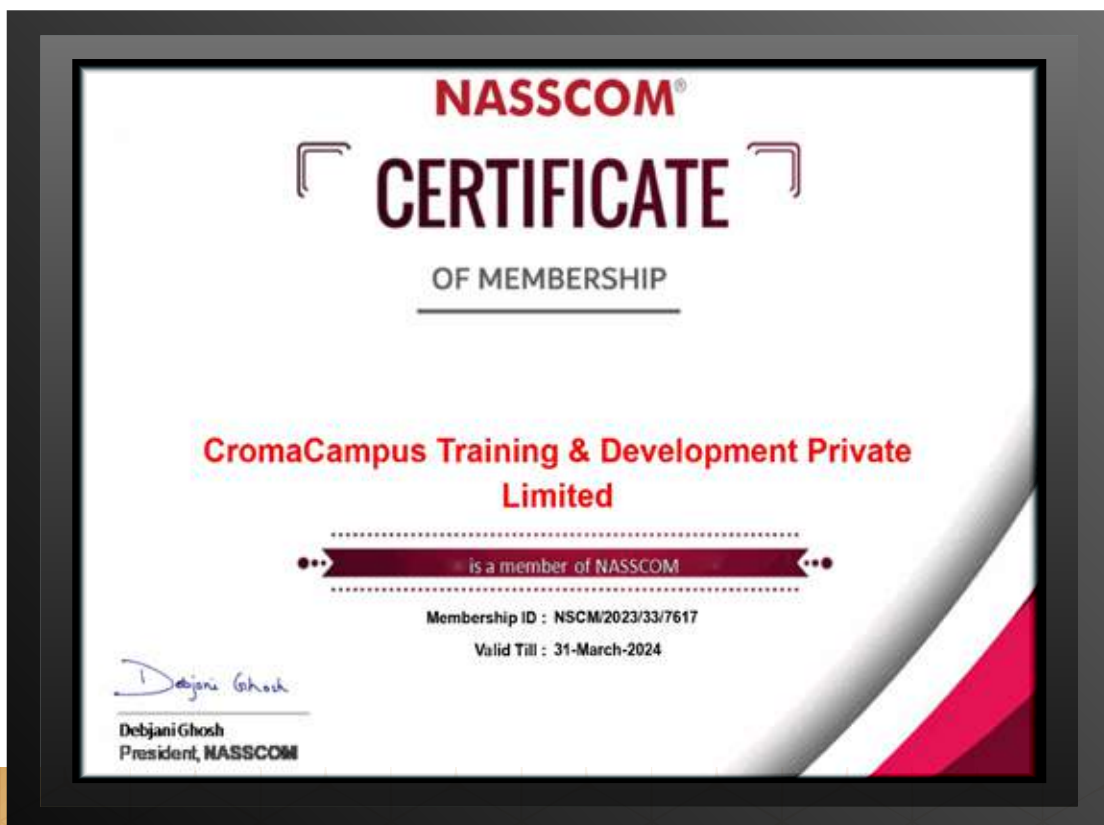 NASSCOM®
CERTIFICATE
OF MEMBERSHIP
CromaCampus Training & Development Private
Limited
is a member of NASSCOM
Membership ID : NSCM/2023/33/7617
Valid Till : 31-March-2024
Debjani Ghosh
Debjani Ghosh
President, NASSCOM